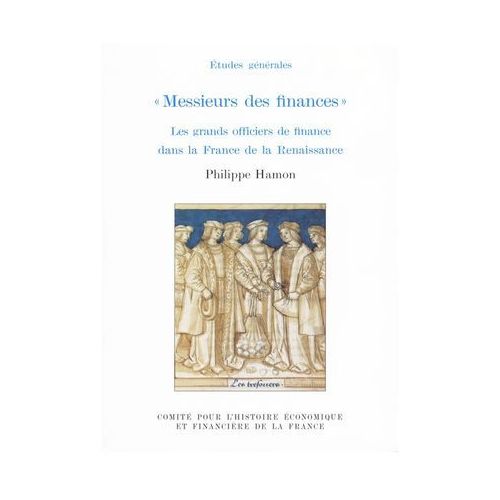 Études générales
« Messieurs des finances »
Les grands officiers de finance
dans la France de la Renaissance
Philippe Hamon
Les tresoriers
COMITÉ POUR L'HISTOIRE ÉCONOMIQUE
ET FINANCIÈRE DE LA FRANCE